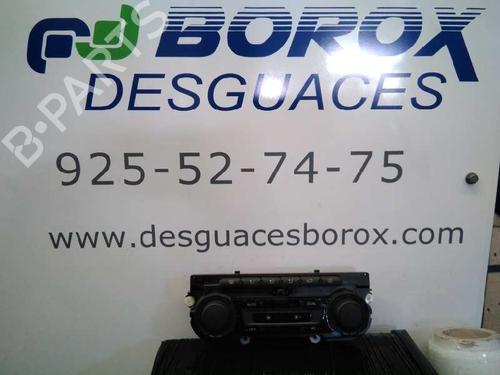 BOROX
DESGUACES
B-PARTS
925-52-74-75
www.desguacesborox.com